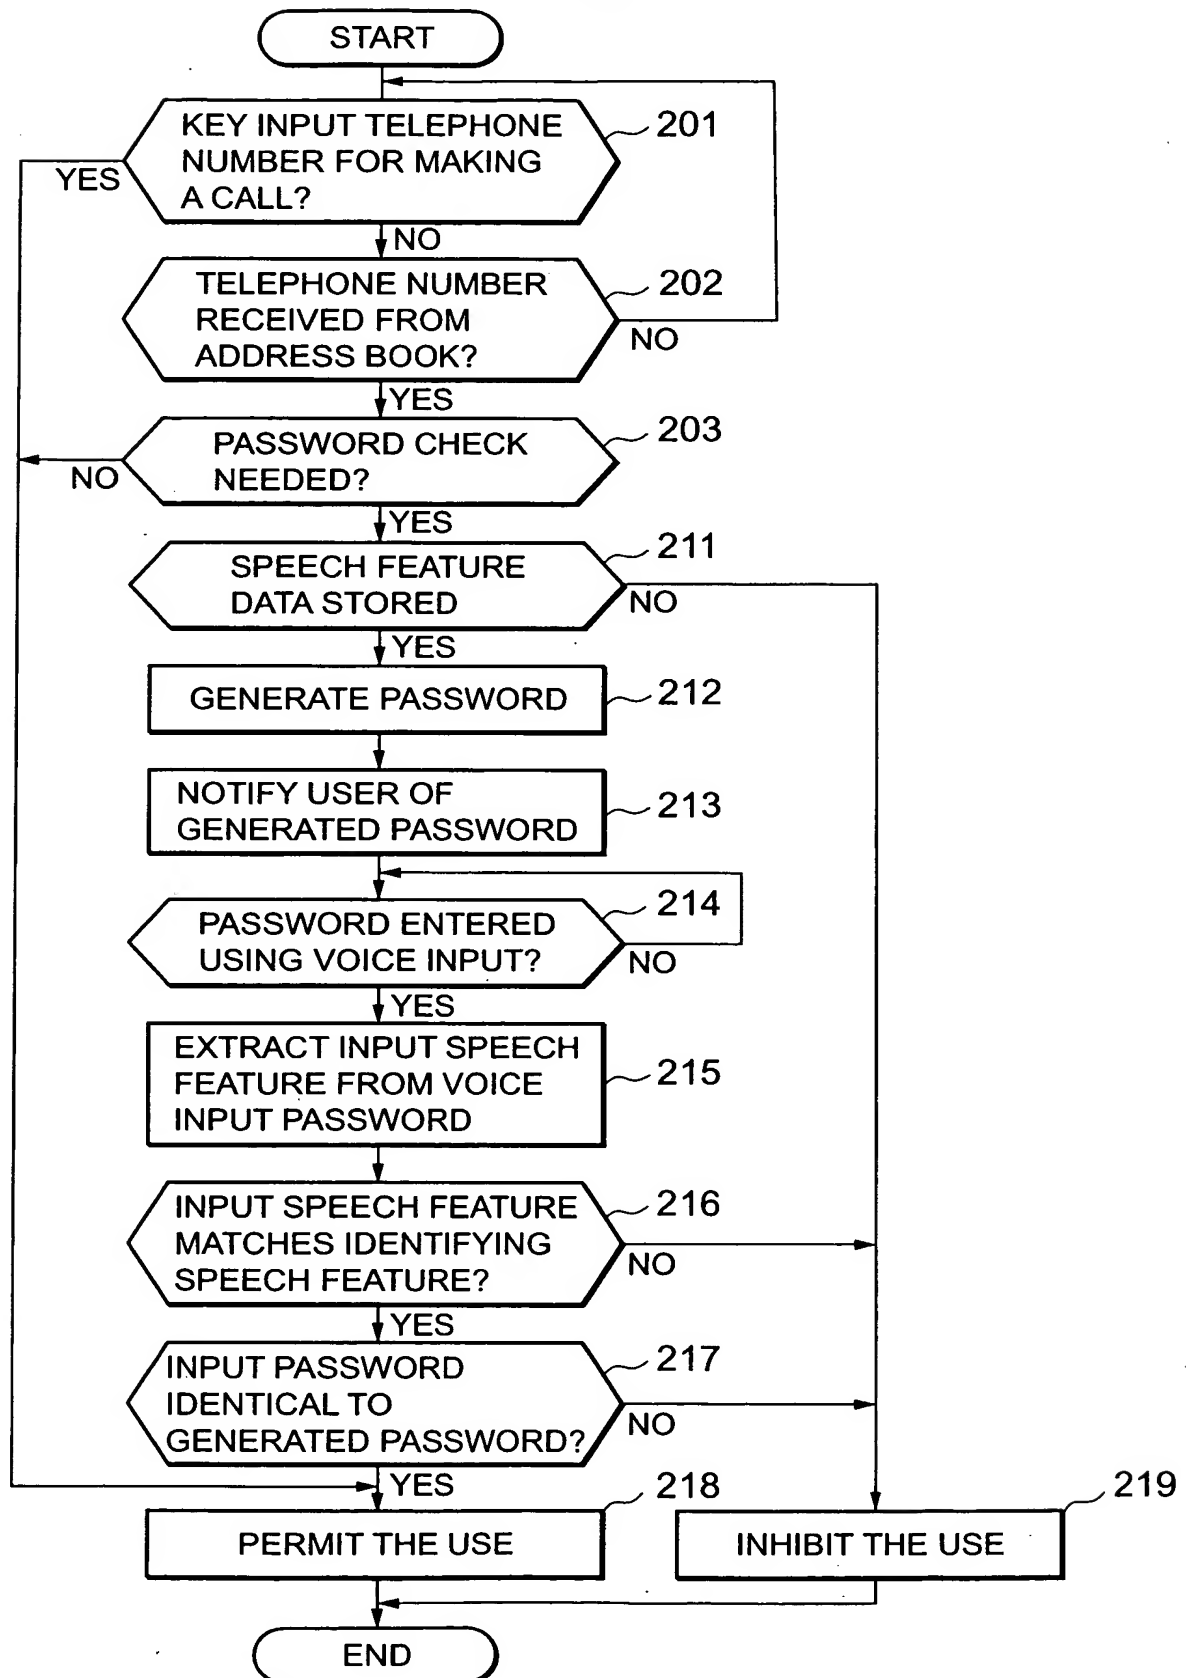 START
KEY INPUT TELEPHONE
NUMBER FOR MAKING
A CALL?
201
YES
NO
TELEPHONE NUMBER
RECEIVED FROM
ADDRESS BOOK?
202
NO
YES
PASSWORD CHECK
NEEDED?
203
NO
YES
SPEECH FEATURE
DATA STORED
211
NO
YES
GENERATE PASSWORD
212
NOTIFY USER OF
GENERATED PASSWORD
213
PASSWORD ENTERED
USING VOICE INPUT?
214
NO
YES
EXTRACT INPUT SPEECH
FEATURE FROM VOICE
INPUT PASSWORD
215
INPUT SPEECH FEATURE
MATCHES IDENTIFYING
SPEECH FEATURE?
216
NO
YES
INPUT PASSWORD
IDENTICAL TO
GENERATED PASSWORD?
217
NO
YES
PERMIT THE USE
218
INHIBIT THE USE
219
END